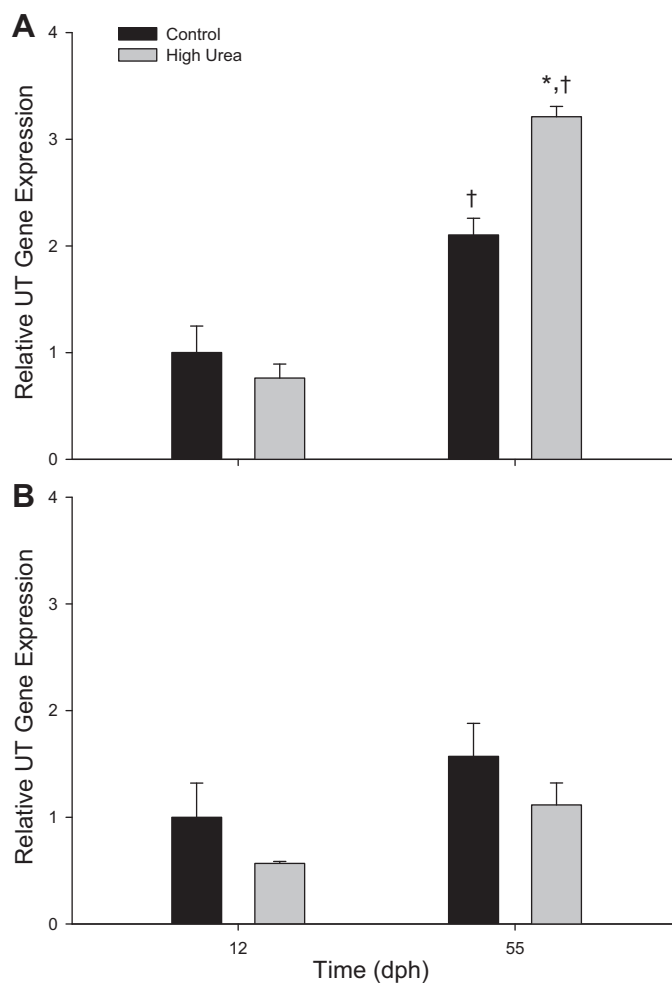 A
Control
High Urea
Relative UT Gene Expression
4
3
2
1
0
†
*,†
B
Relative UT Gene Expression
4
3
2
1
0
12
55
Time (dph)